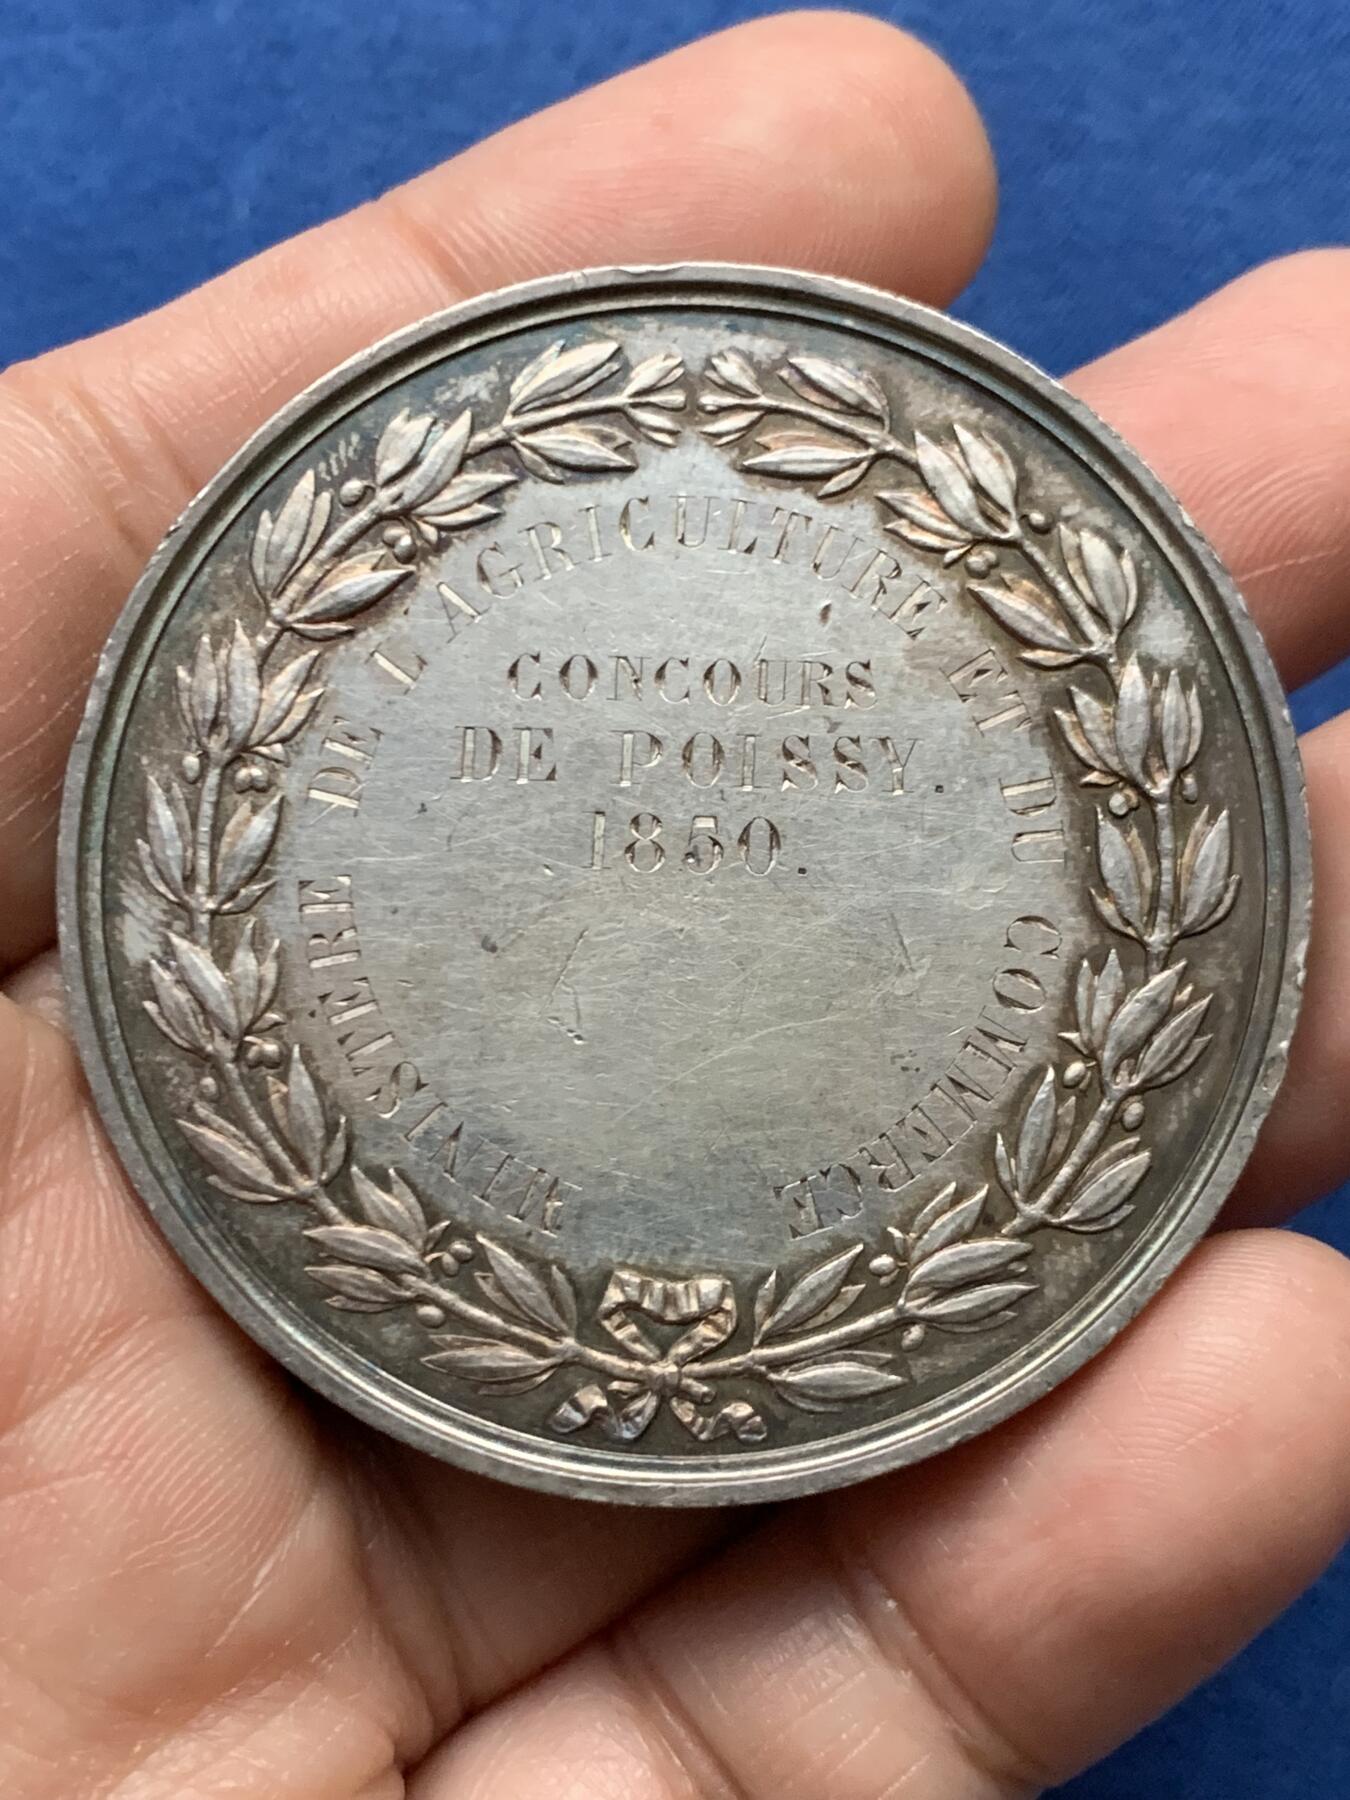 MINISTÈRE DE L'AGRICULTURE ET DU COMMERCE
CONCOURS
DE POISSY.
1850.